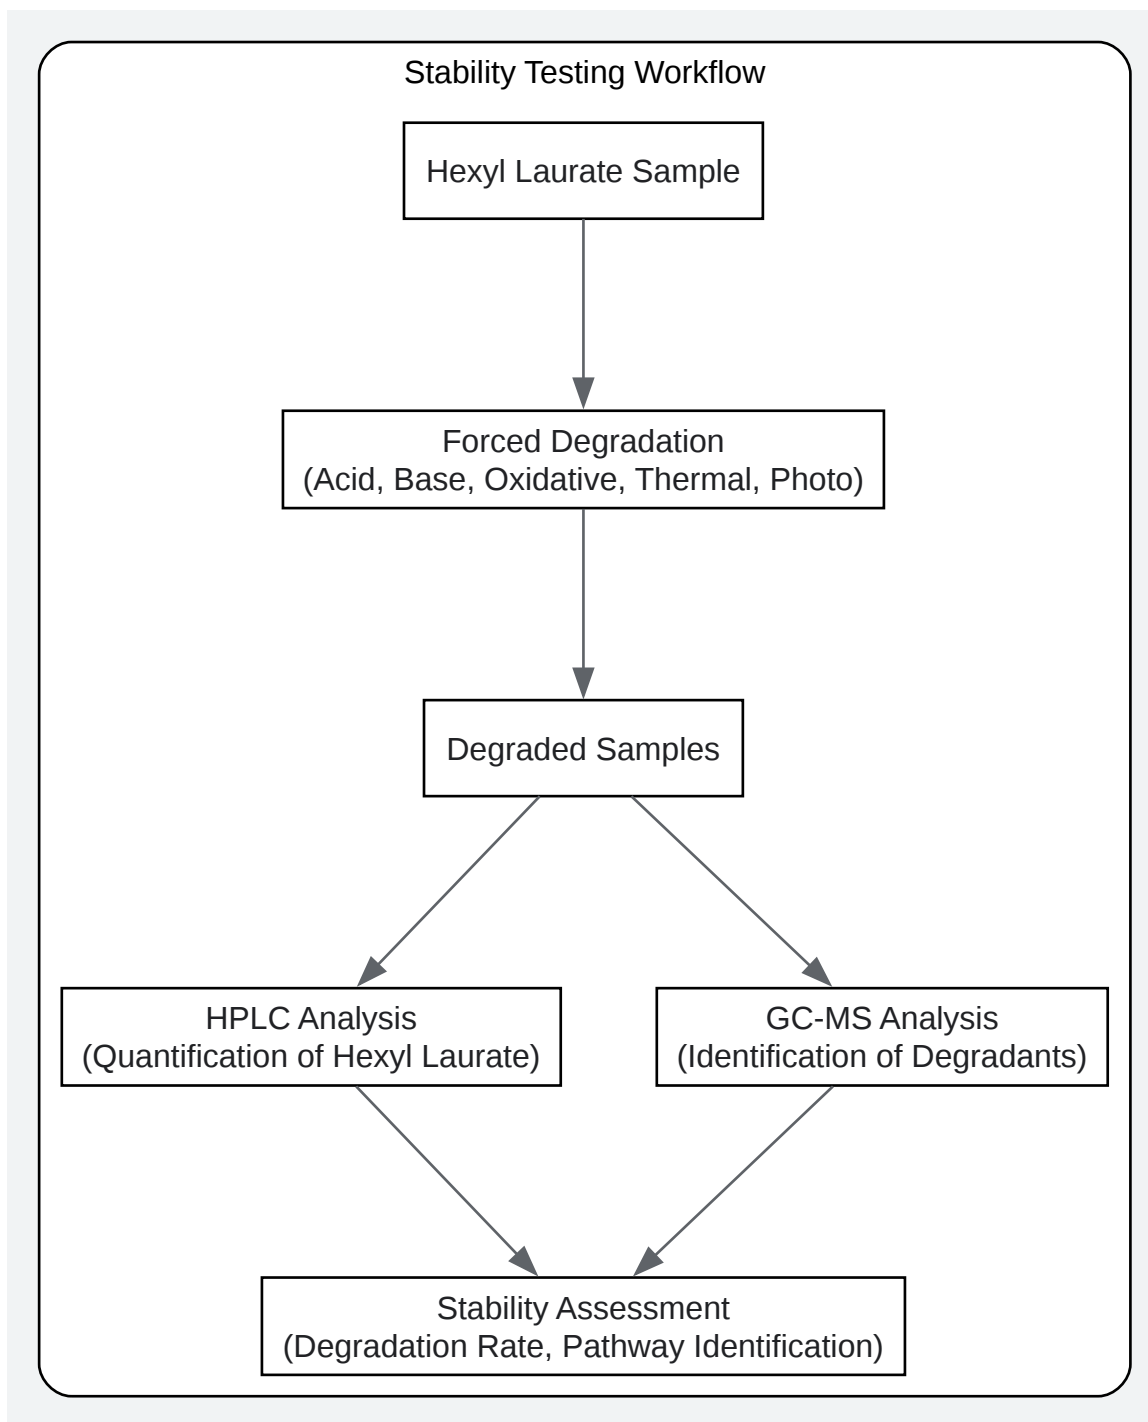 Stability Testing Workflow
Hexyl Laurate Sample
Forced Degradation
(Acid, Base, Oxidative, Thermal, Photo)
Degraded Samples
HPLC Analysis
(Quantification of Hexyl Laurate)
GC-MS Analysis
(Identification of Degradants)
Stability Assessment
(Degradation Rate, Pathway Identification)